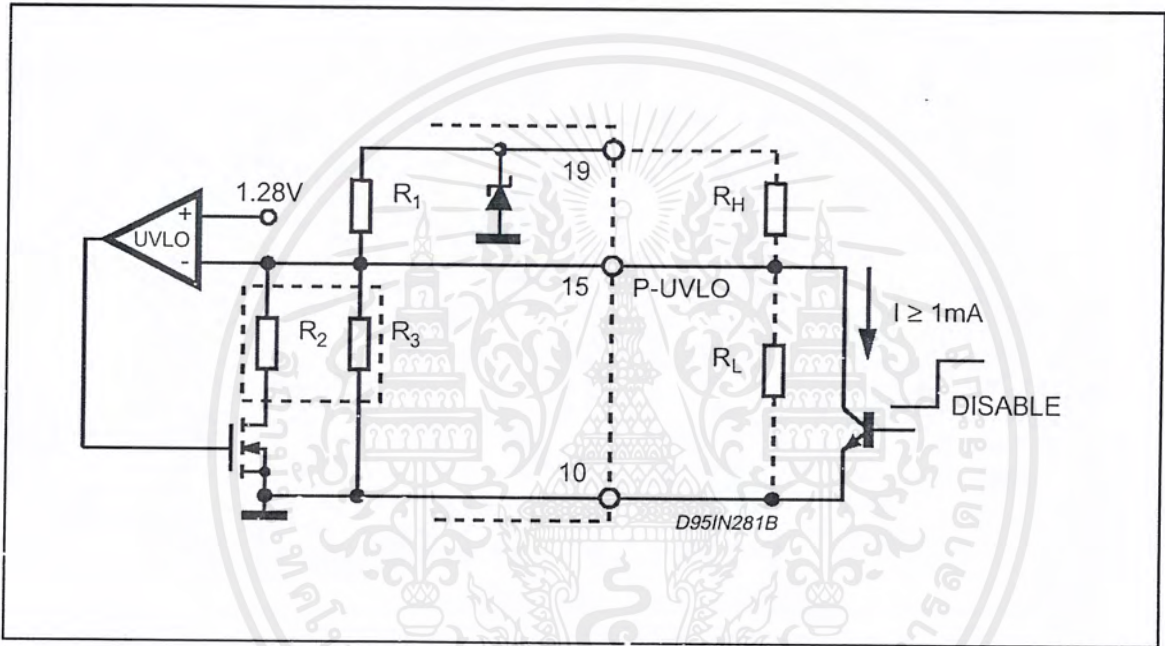 19
1.28V
R1
RH
+
UVLO
-
15
P-UVLO
I ≥ 1mA
R2
R3
RL
DISABLE
10
D95IN281B